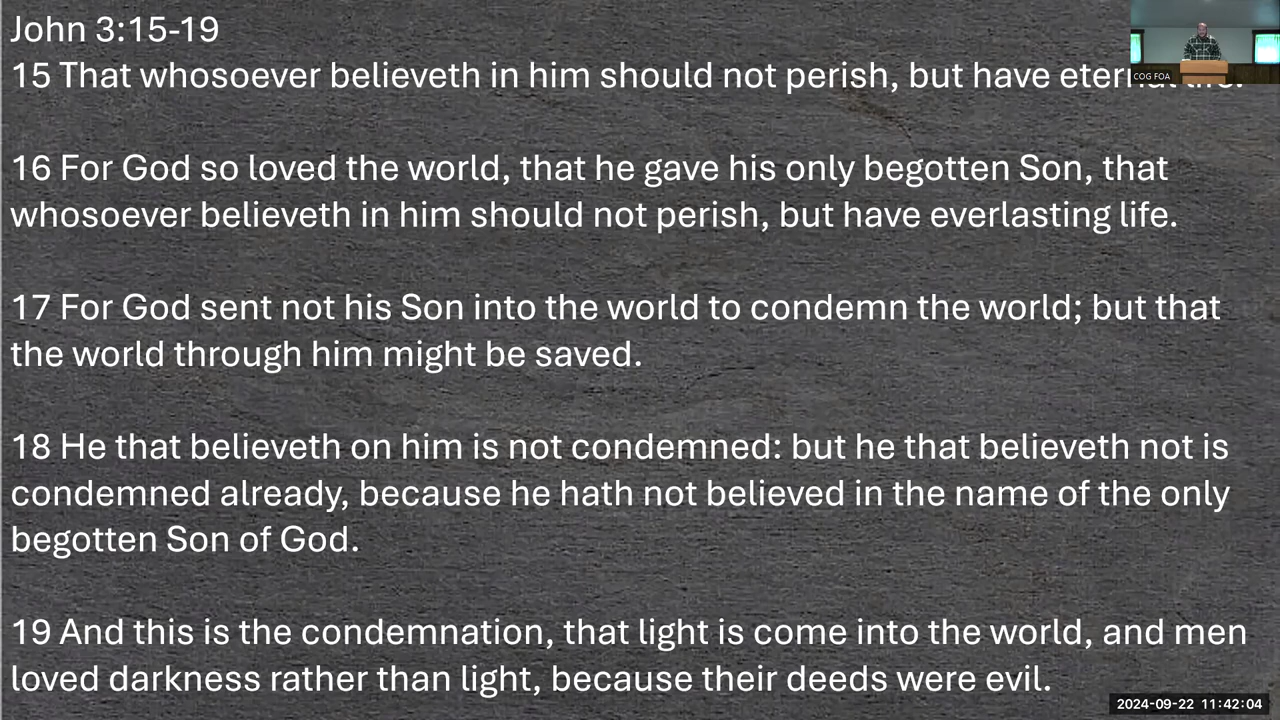 John 3:15-19
15 That whosoever believeth in him should not perish, but have eternal life.
COG FOA
16 For God so loved the world, that he gave his only begotten Son, that
whosoever believeth in him should not perish, but have everlasting life.
17 For God sent not his Son into the world to condemn the world; but that
the world through him might be saved.
18 He that believeth on him is not condemned: but he that believeth not is
condemned already, because he hath not believed in the name of the only
begotten Son of God.
19 And this is the condemnation, that light is come into the world, and men
loved darkness rather than light, because their deeds were evil.
2024-09-22 11:42:04